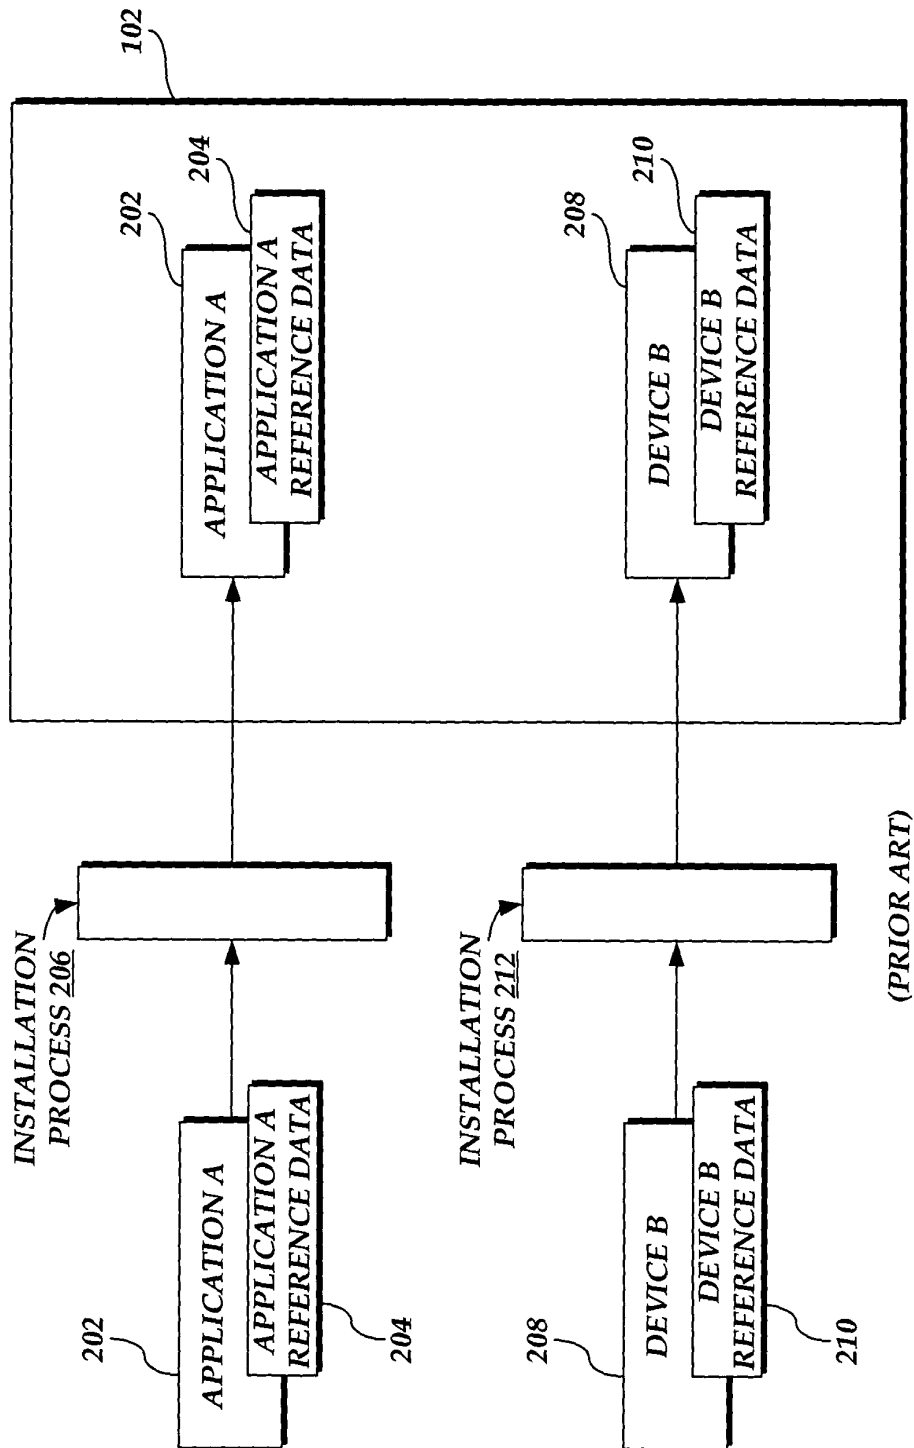 102
202
204
APPLICATION A
APPLICATION A
REFERENCE DATA
INSTALLATION
PROCESS 206
202
APPLICATION A
APPLICATION A
REFERENCE DATA
204
208
210
DEVICE B
DEVICE B
REFERENCE DATA
INSTALLATION
PROCESS 212
208
DEVICE B
DEVICE B
REFERENCE DATA
210
(PRIOR ART)